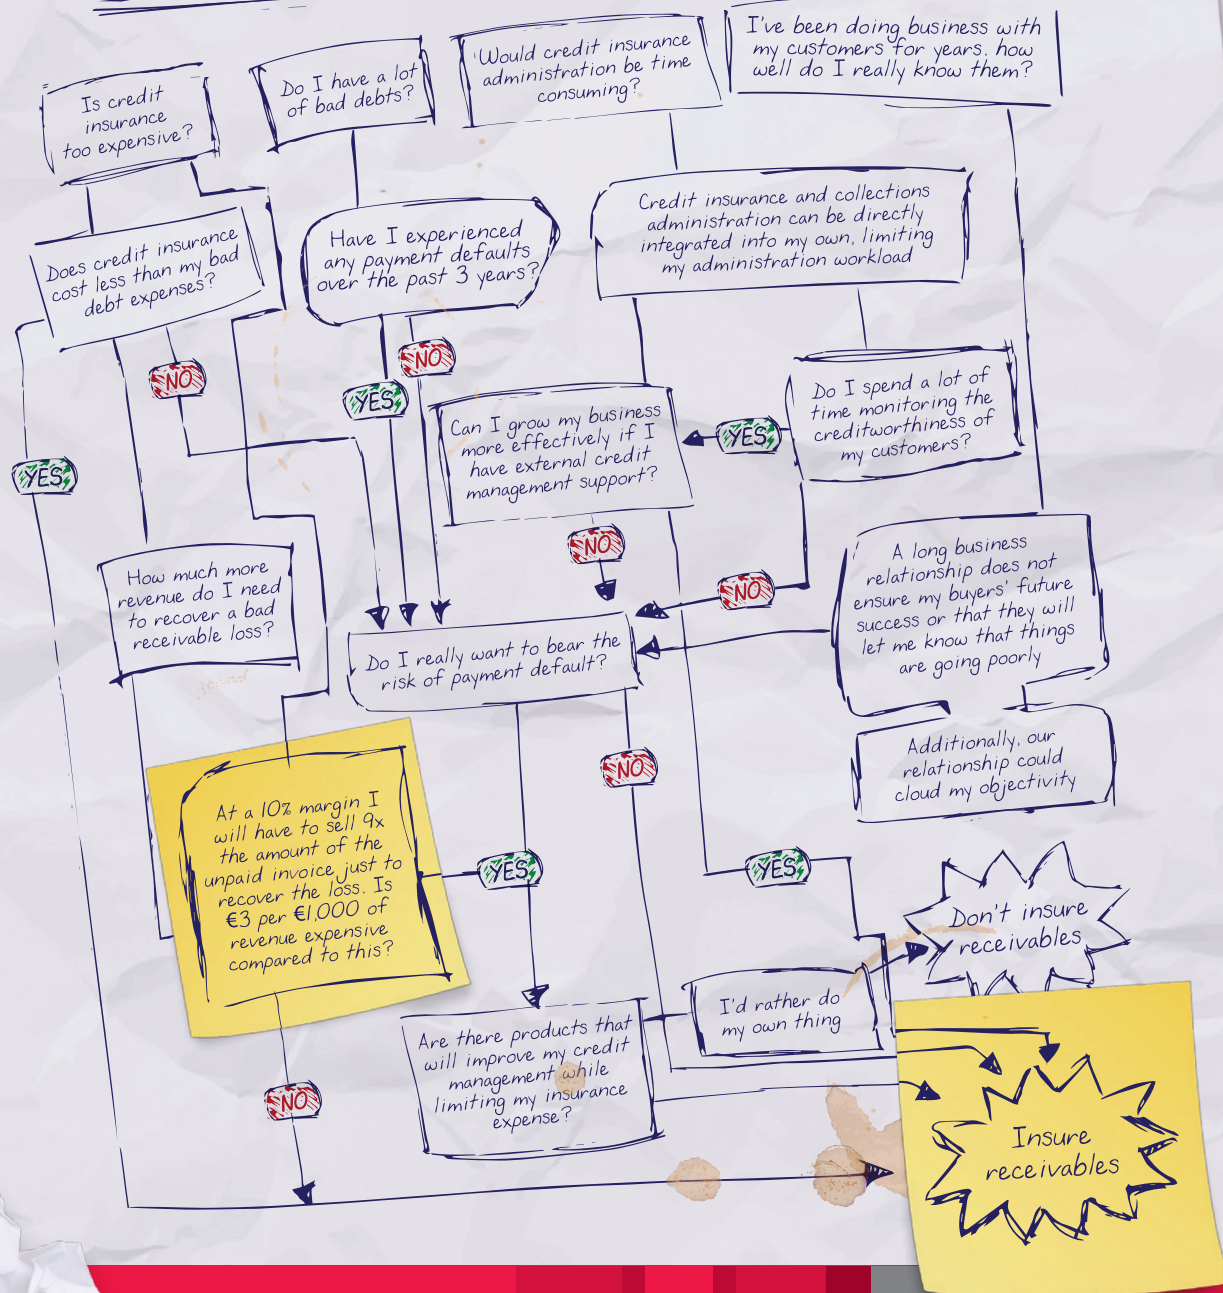 Is credit
insurance
too expensive?
Do I have a lot
of bad debts?
'Would credit insurance
administration be time
consuming?
I've been doing business with
my customers for years, how
well do I really know them?
Does credit insurance
cost less than my bad
debt expenses?
Have I experienced
any payment defaults
over the past 3 years?
Credit insurance and collections
administration can be directly
integrated into my own, limiting
my administration workload
NO
NO
YES
YES
Can I grow my business
more effectively if I
have external credit
management support?
YES
Do I spend a lot of
time monitoring the
creditworthiness of
my customers?
How much more
revenue do I need
to recover a bad
receivable loss?
NO
NO
A long business
relationship does not
ensure my buyers' future
success or that they will
let me know that things
are going poorly
Do I really want to bear the
risk of payment default?
Additionally, our
relationship could
cloud my objectivity
NO
At a 10% margin I
will have to sell 9x
the amount of the
unpaid invoice just to
recover the loss. Is
€3 per €1,000 of
revenue expensive
compared to this?
YES
YES
Don't insure
receivables
I'd rather do
my own thing
Are there products that
will improve my credit
management while
limiting my insurance
expense?
NO
Insure
receivables